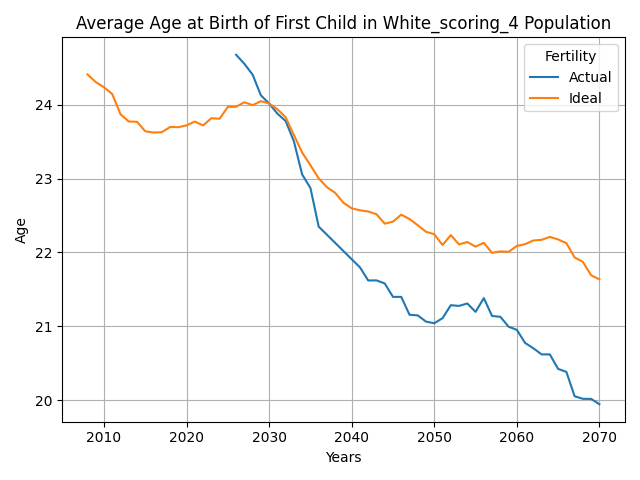 Average Age at Birth of First Child in White_scoring_4 Population
Fertility
Actual
Ideal
Age
24
23
22
21
20
2010 2020 2030 2040 2050 2060 2070
Years